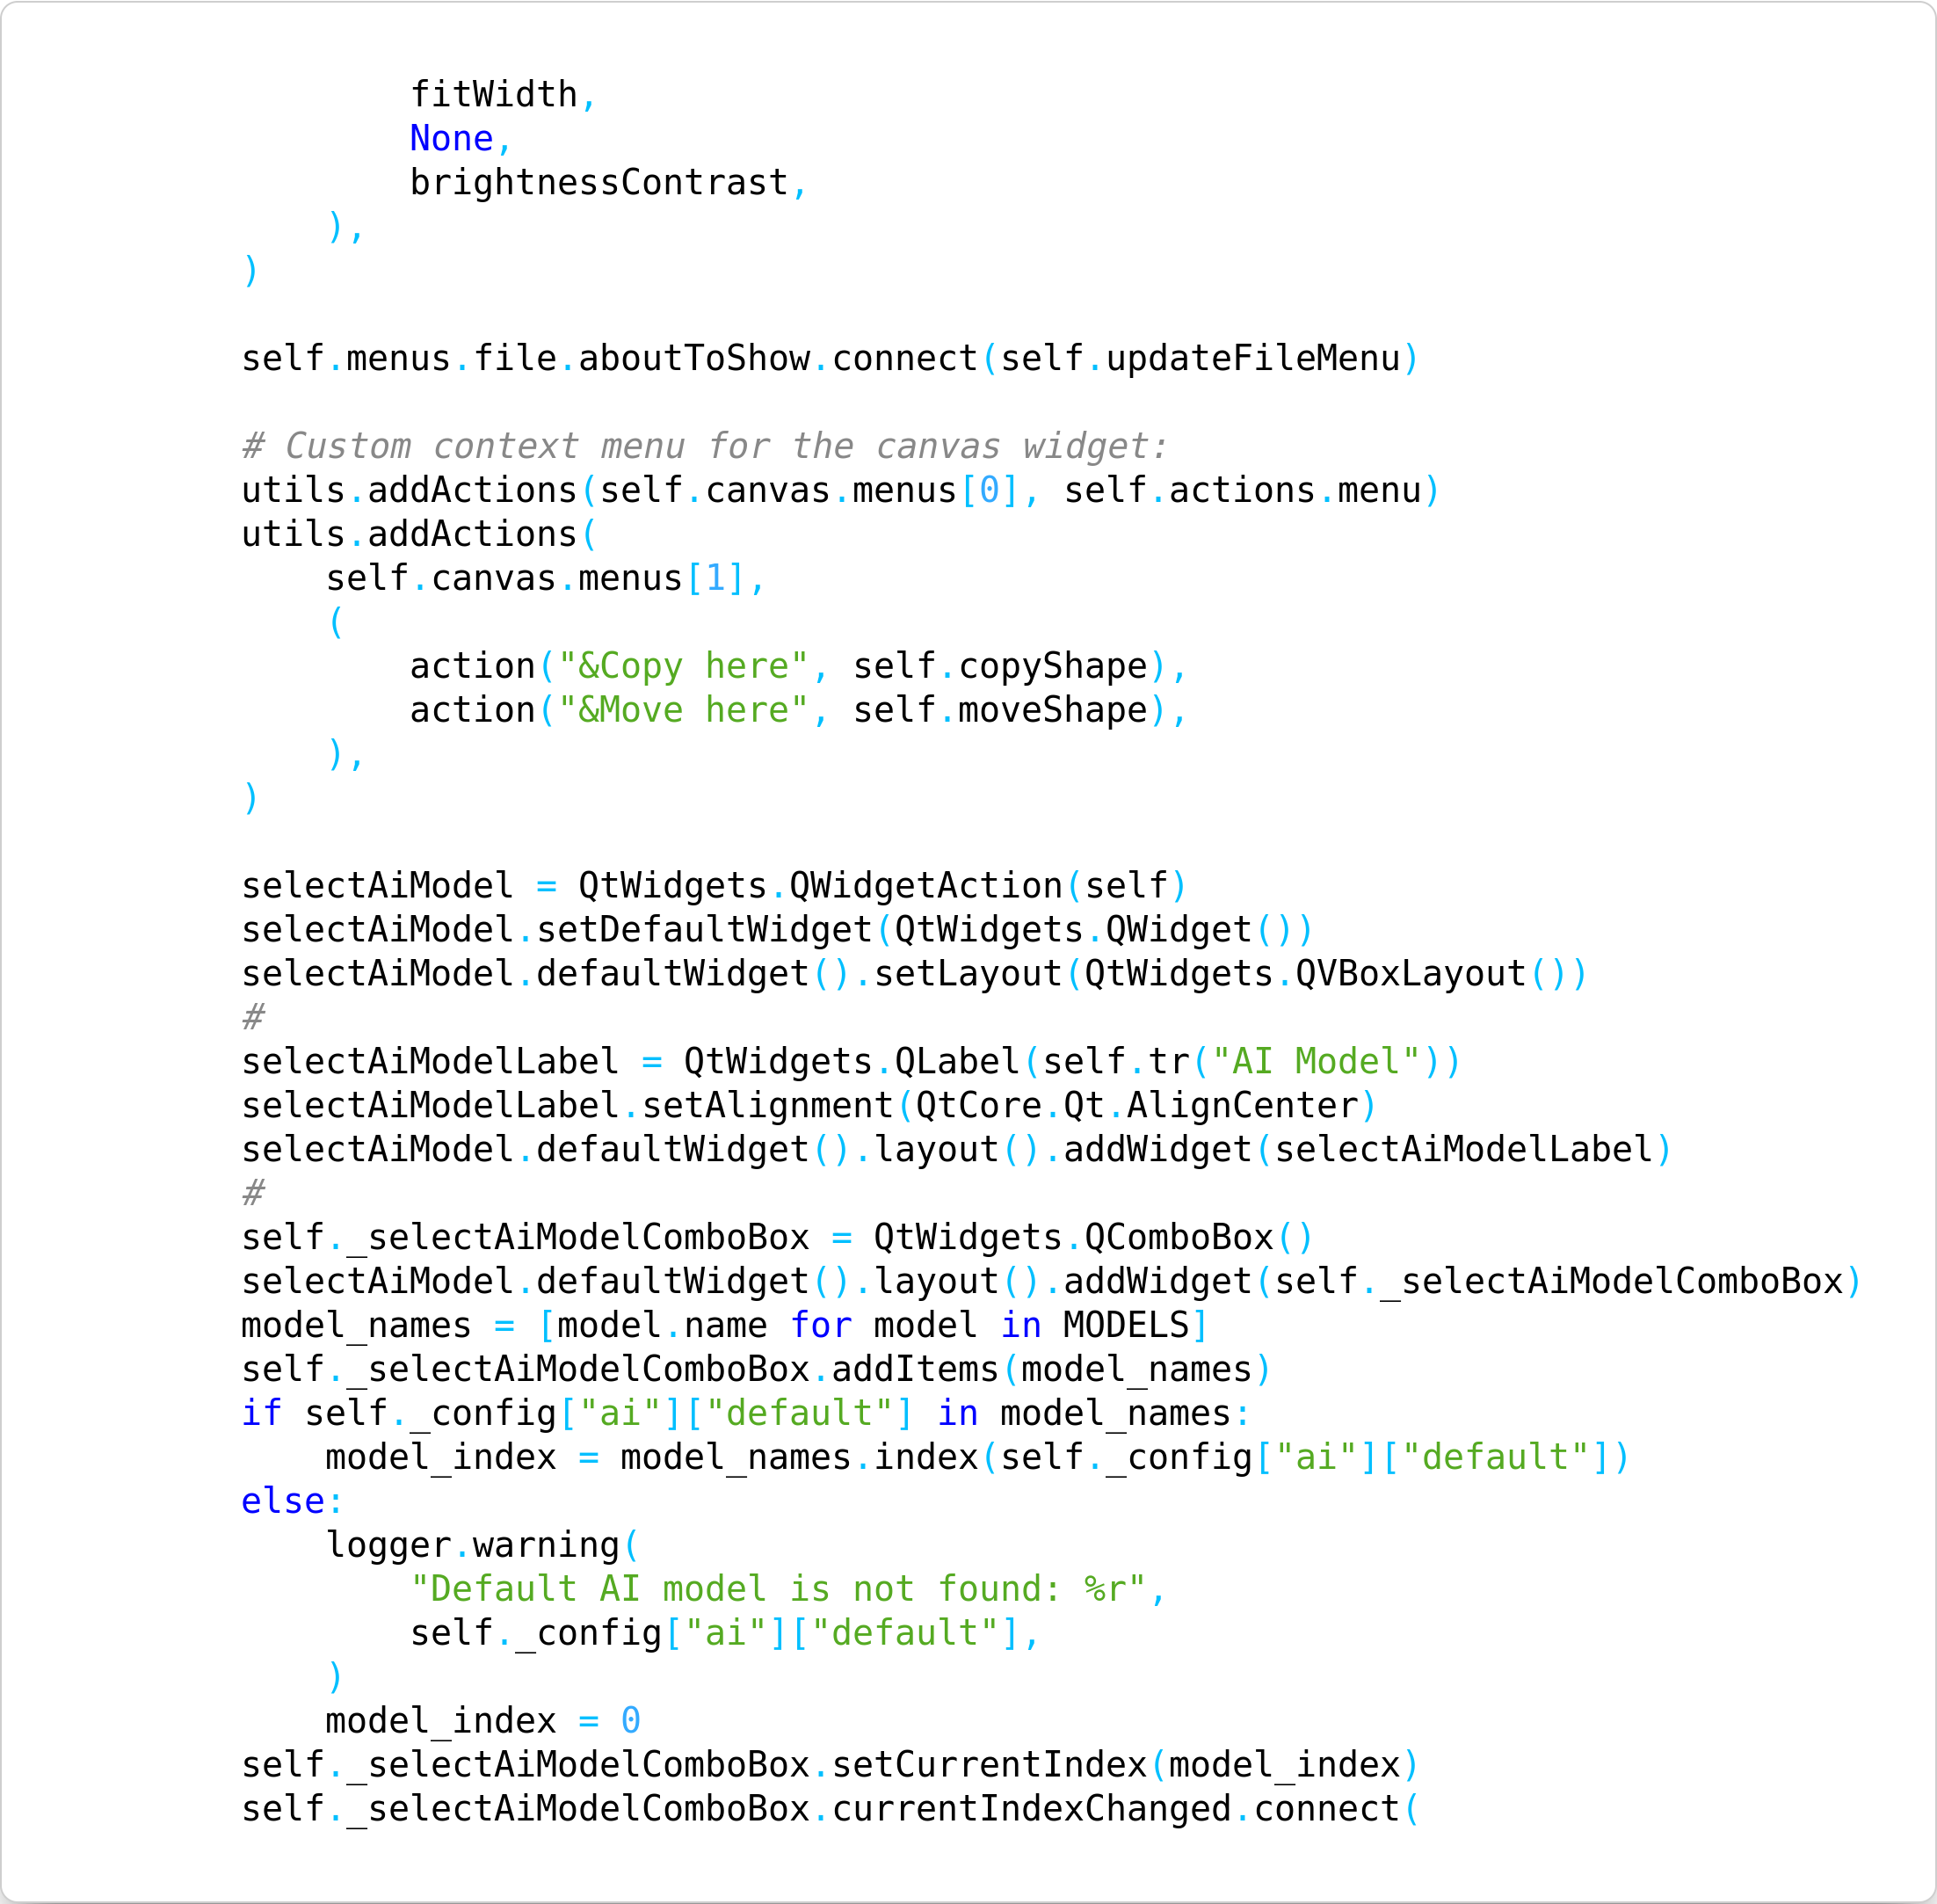 fitWidth,
                None,
                brightnessContrast,
            ),
        )

        self.menus.file.aboutToShow.connect(self.updateFileMenu)

        # Custom context menu for the canvas widget:
        utils.addActions(self.canvas.menus[0], self.actions.menu)
        utils.addActions(
            self.canvas.menus[1],
            (
                action("&Copy here", self.copyShape),
                action("&Move here", self.moveShape),
            ),
        )

        selectAiModel = QtWidgets.QWidgetAction(self)
        selectAiModel.setDefaultWidget(QtWidgets.QWidget())
        selectAiModel.defaultWidget().setLayout(QtWidgets.QVBoxLayout())
        #
        selectAiModelLabel = QtWidgets.QLabel(self.tr("AI Model"))
        selectAiModelLabel.setAlignment(QtCore.Qt.AlignCenter)
        selectAiModel.defaultWidget().layout().addWidget(selectAiModelLabel)
        #
        self._selectAiModelComboBox = QtWidgets.QComboBox()
        selectAiModel.defaultWidget().layout().addWidget(self._selectAiModelComboBox)
        model_names = [model.name for model in MODELS]
        self._selectAiModelComboBox.addItems(model_names)
        if self._config["ai"]["default"] in model_names:
            model_index = model_names.index(self._config["ai"]["default"])
        else:
            logger.warning(
                "Default AI model is not found: %r",
                self._config["ai"]["default"],
            )
            model_index = 0
        self._selectAiModelComboBox.setCurrentIndex(model_index)
        self._selectAiModelComboBox.currentIndexChanged.connect(